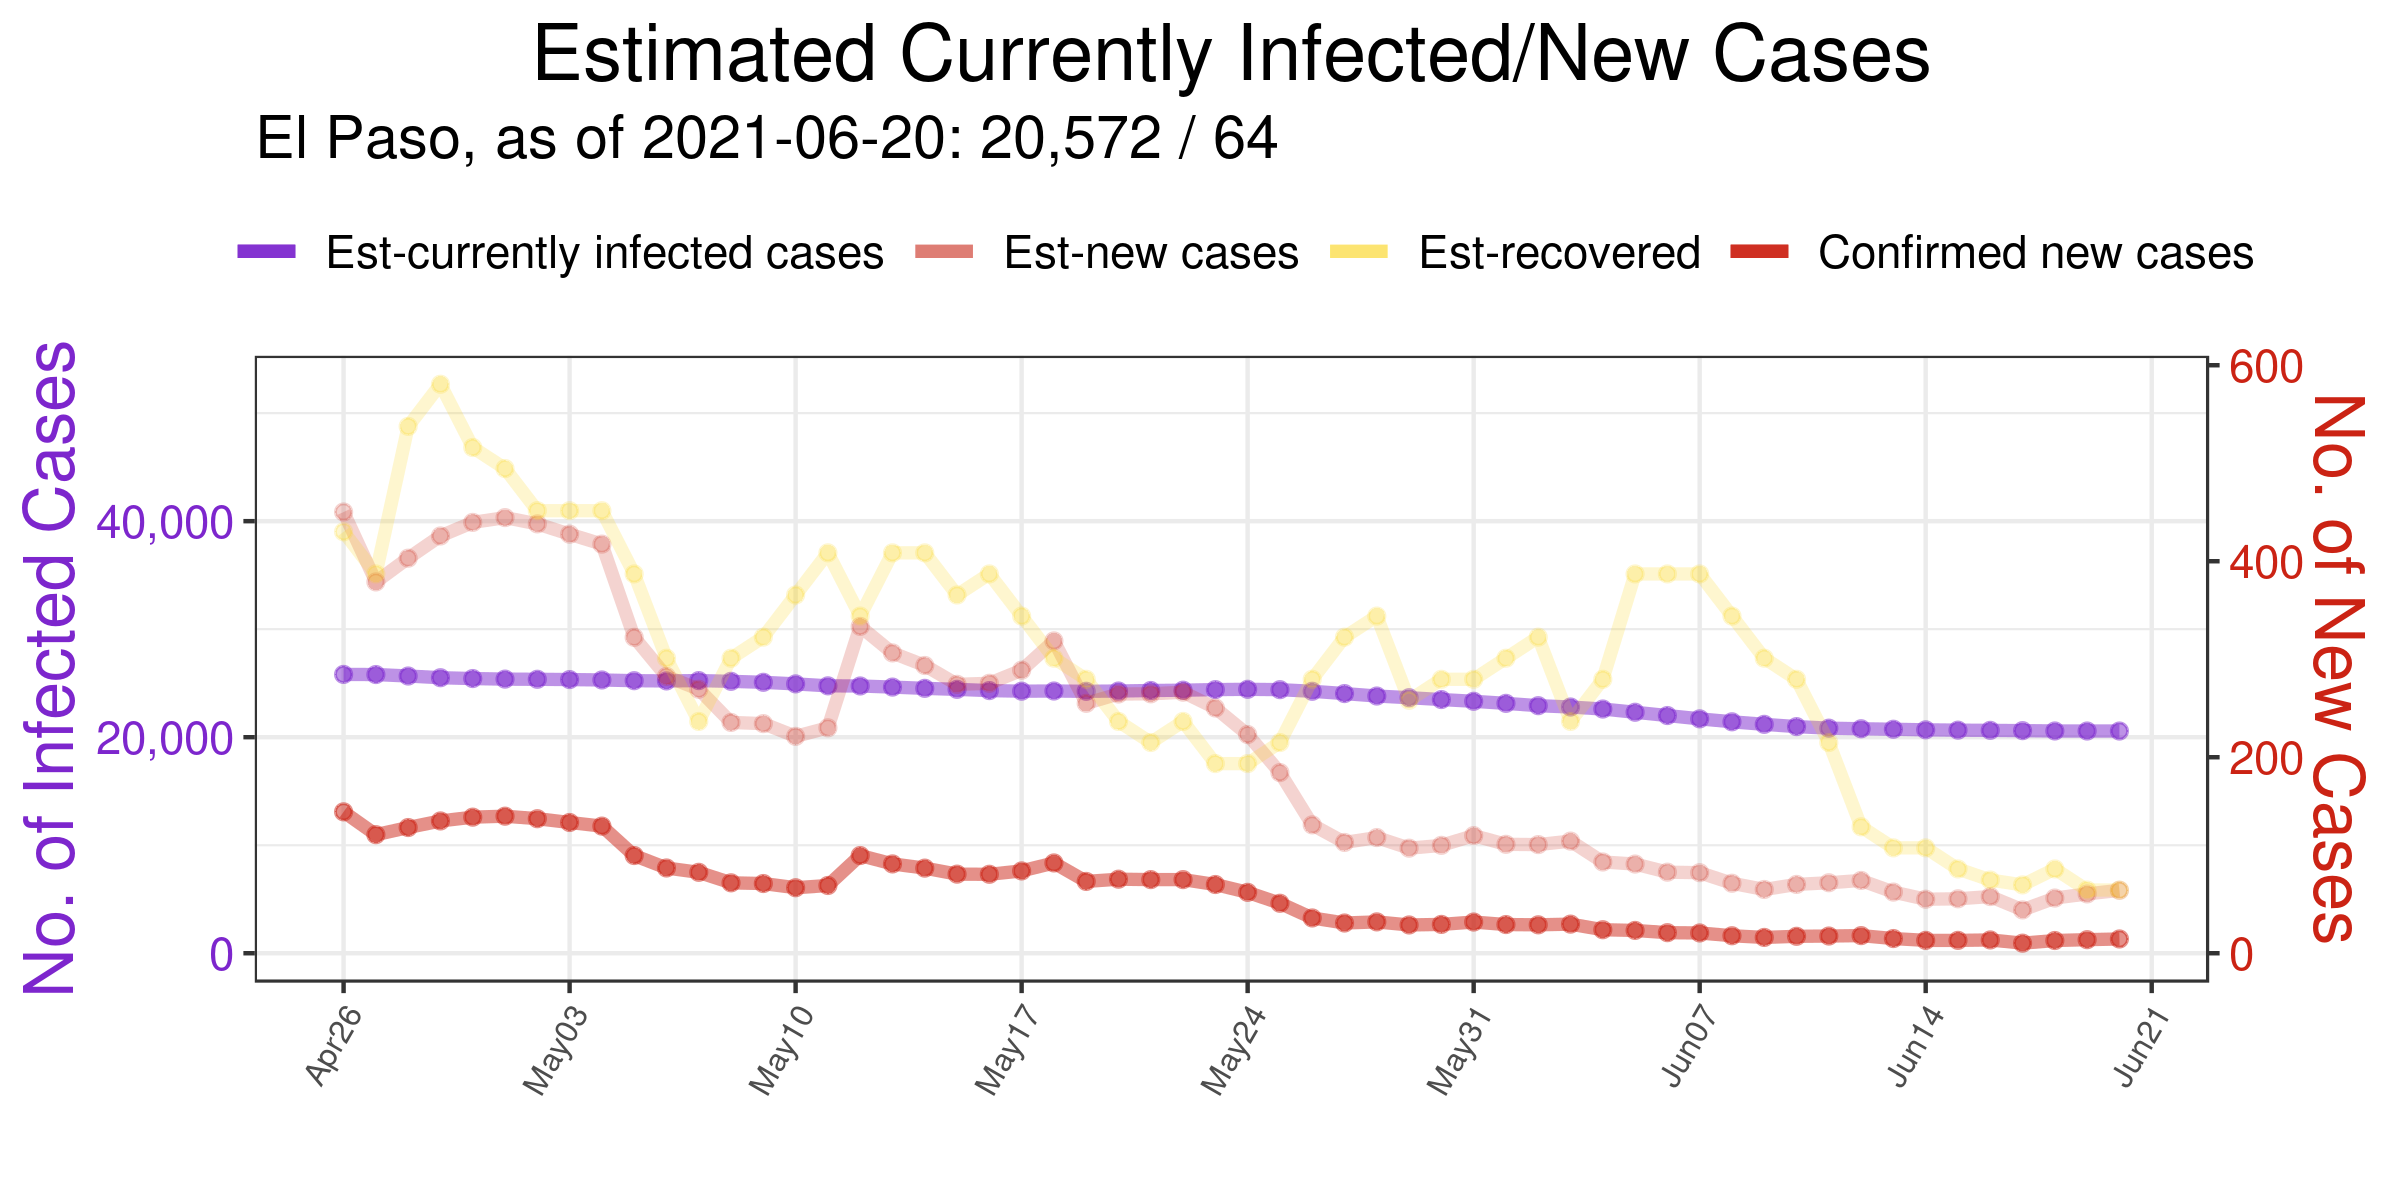 Estimated Currently Infected/New Cases
El Paso, as of 2021-06-20: 20,572 / 64
Est-currently infected cases Est-new cases Est-recovered Confirmed new cases
No. of Infected Cases
40,000
20,000
0
600
400
200
0
No. of New Cases
Apr26 May03 May10 May17 May24 May31 Jun07 Jun14 Jun21